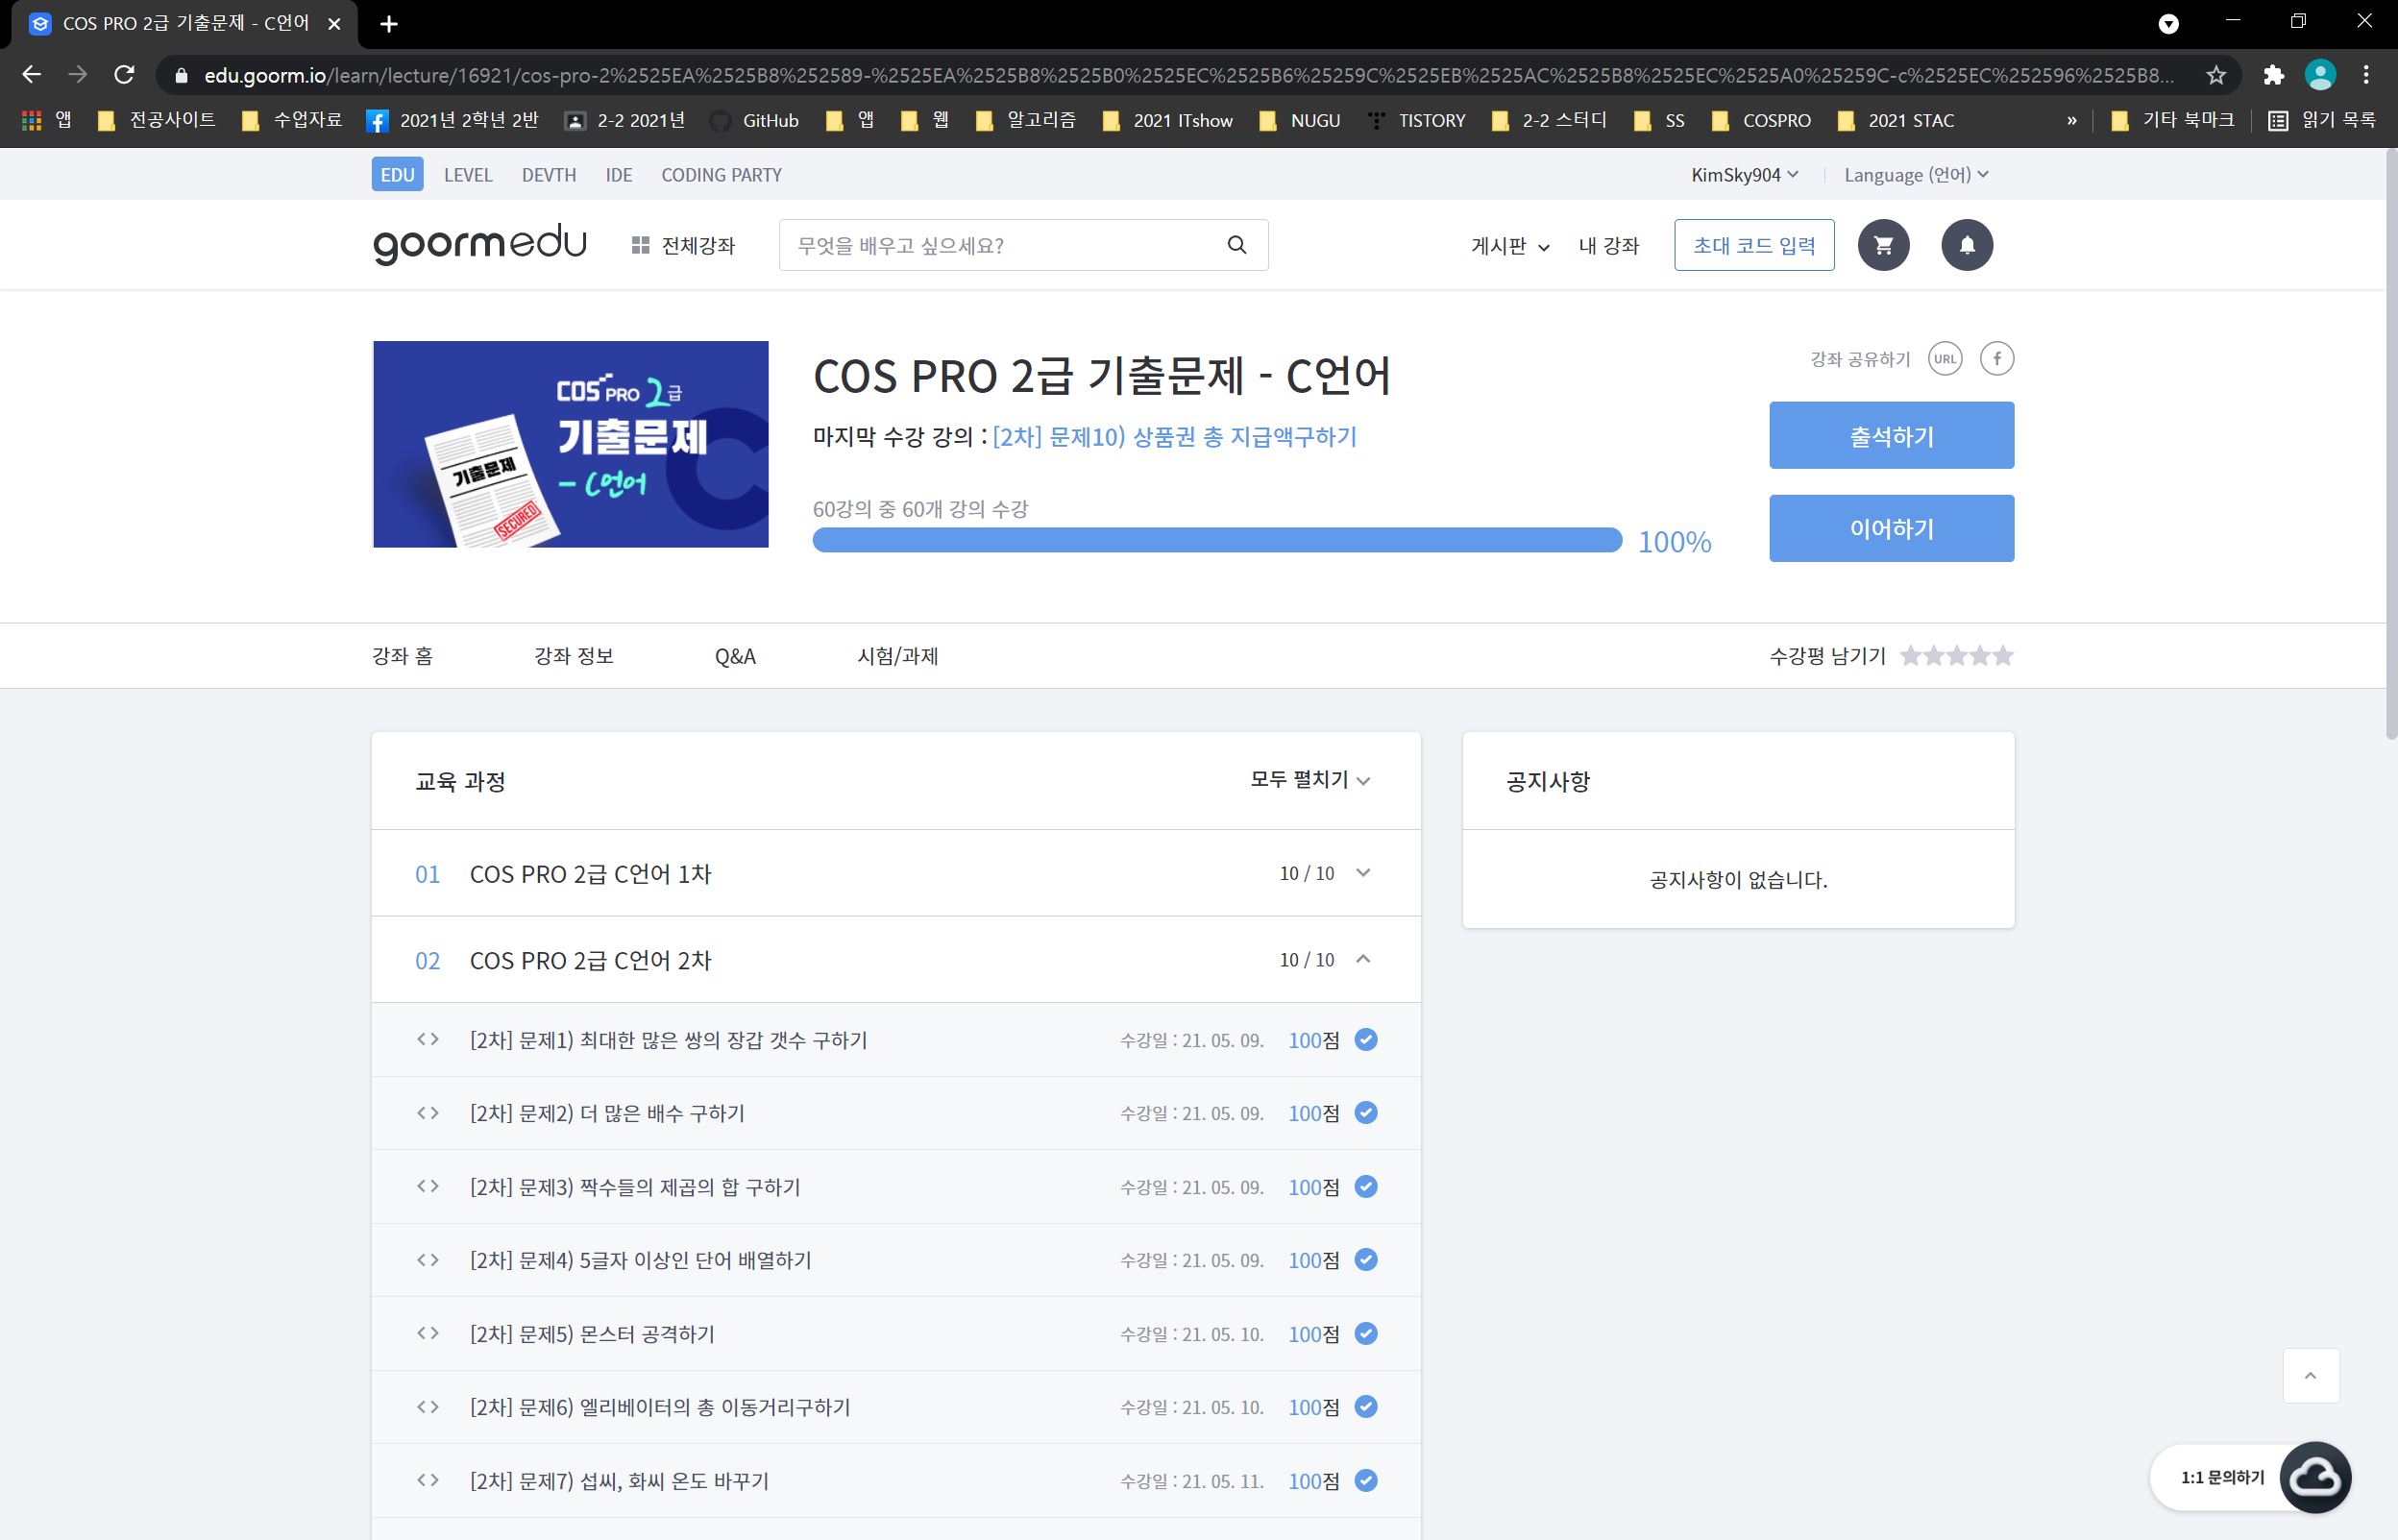 COS PRO 2급 기출문제 - C언어
edu.goorm.io/learn/lecture/16921/cos-pro-2%2525EA%2525B8%252589-%2525EA%2525B8%2525B0%2525EC%2525B6%25259C%2525EB%2525AC%2525B8%2525EC%2525A0%25259C-c%2525EC%252596%2525B8...
앱 전공사이트 수업자료 2021년 2학년 2반 2-2 2021년 GitHub 앱 웹 알고리즘 2021 ITshow NUGU TISTORY 2-2 스터디 SS COSPRO 2021 STAC » 기타 북마크 읽기 목록
EDU LEVEL DEVTH IDE CODING PARTY KimSky904 Language (언어)
goormedu 전체강좌 무엇을 배우고 싶으세요? 게시판 내 강좌 초대 코드 입력
COS PRO 2급
기출문제
- C언어
기출문제
SECURED
COS PRO 2급 기출문제 - C언어
마지막 수강 강의 : [2차] 문제10) 상품권 총 지급액구하기
60강의 중 60개 강의 수강
100%
강좌 공유하기 URL f
출석하기
이어하기
강좌 홈 강좌 정보 Q&A 시험/과제 수강평 남기기
교육 과정 모두 펼치기
01 COS PRO 2급 C언어 1차 10 / 10
02 COS PRO 2급 C언어 2차 10 / 10
[2차] 문제1) 최대한 많은 쌍의 장갑 갯수 구하기 수강일 : 21. 05. 09. 100점
[2차] 문제2) 더 많은 배수 구하기 수강일 : 21. 05. 09. 100점
[2차] 문제3) 짝수들의 제곱의 합 구하기 수강일 : 21. 05. 09. 100점
[2차] 문제4) 5글자 이상인 단어 배열하기 수강일 : 21. 05. 09. 100점
[2차] 문제5) 몬스터 공격하기 수강일 : 21. 05. 10. 100점
[2차] 문제6) 엘리베이터의 총 이동거리구하기 수강일 : 21. 05. 10. 100점
[2차] 문제7) 섭씨, 화씨 온도 바꾸기 수강일 : 21. 05. 11. 100점
공지사항
공지사항이 없습니다.
1:1 문의하기